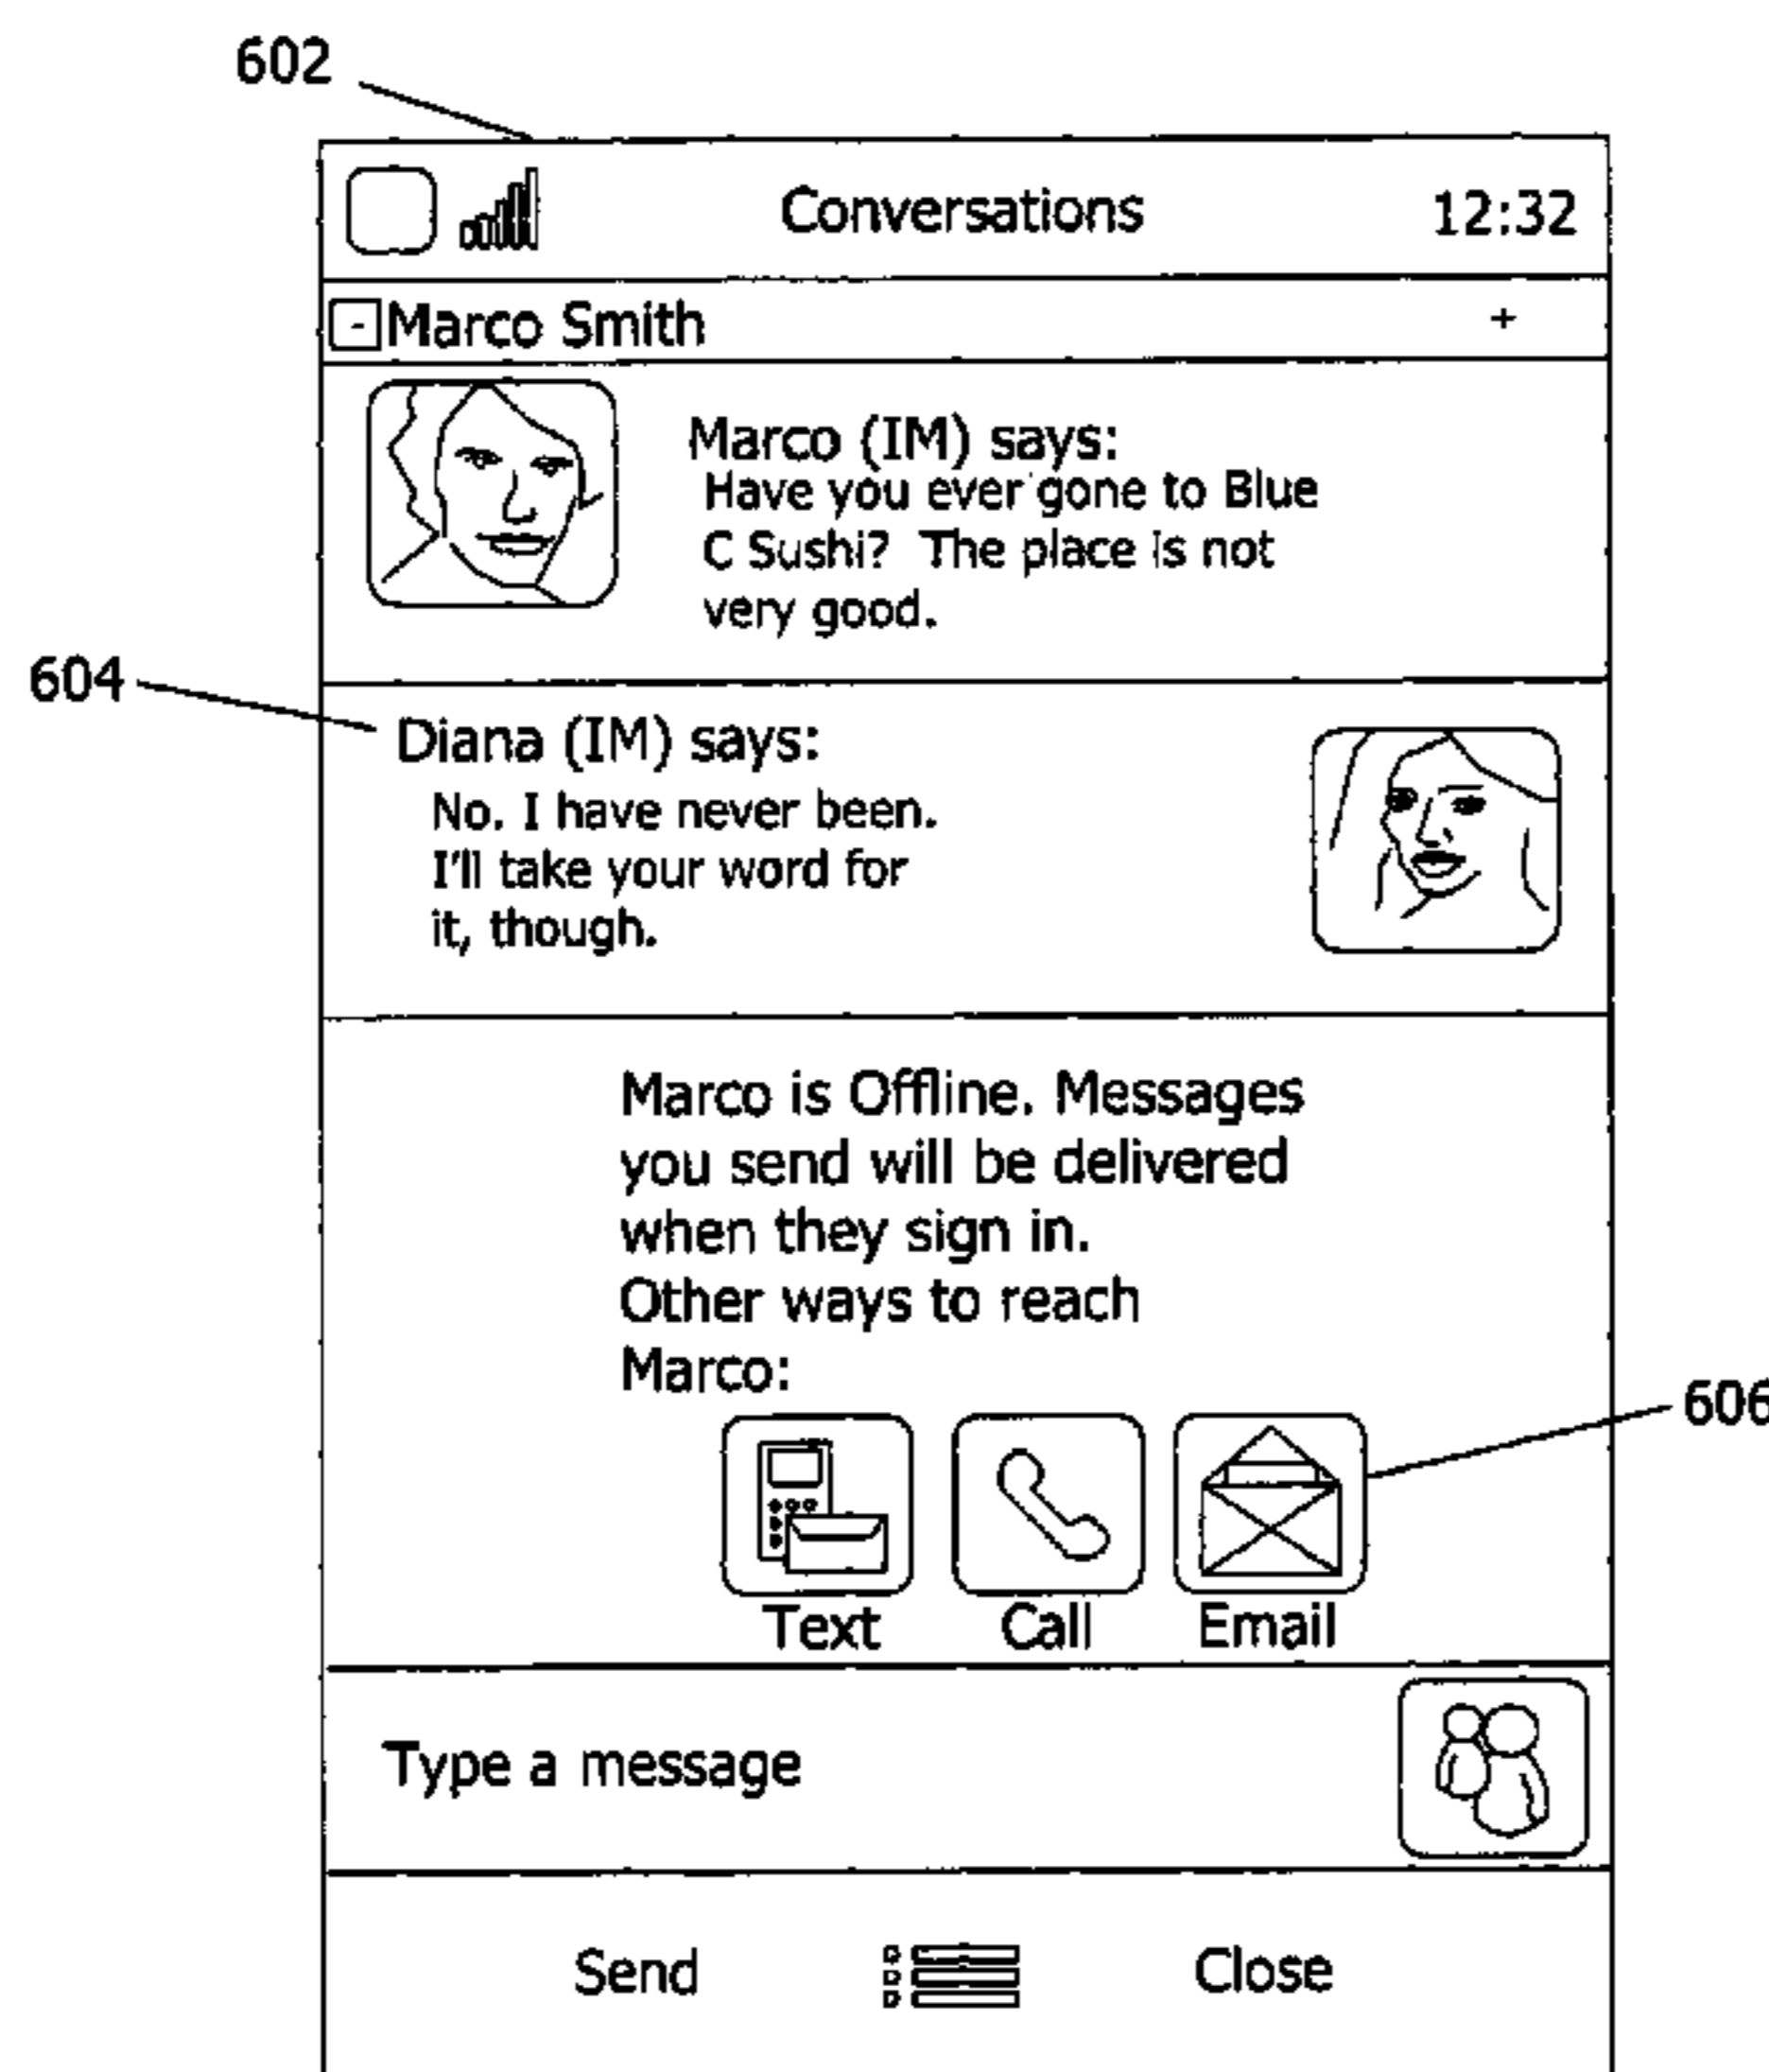 602
Conversations 12:32
- Marco Smith +
Marco (IM) says:
Have you ever gone to Blue
C Sushi? The place is not
very good.
604
Diana (IM) says:
No. I have never been.
I'll take your word for
it, though.
Marco is Offline. Messages
you send will be delivered
when they sign in.
Other ways to reach
Marco:
606
Text Call Email
Type a message
Send Close